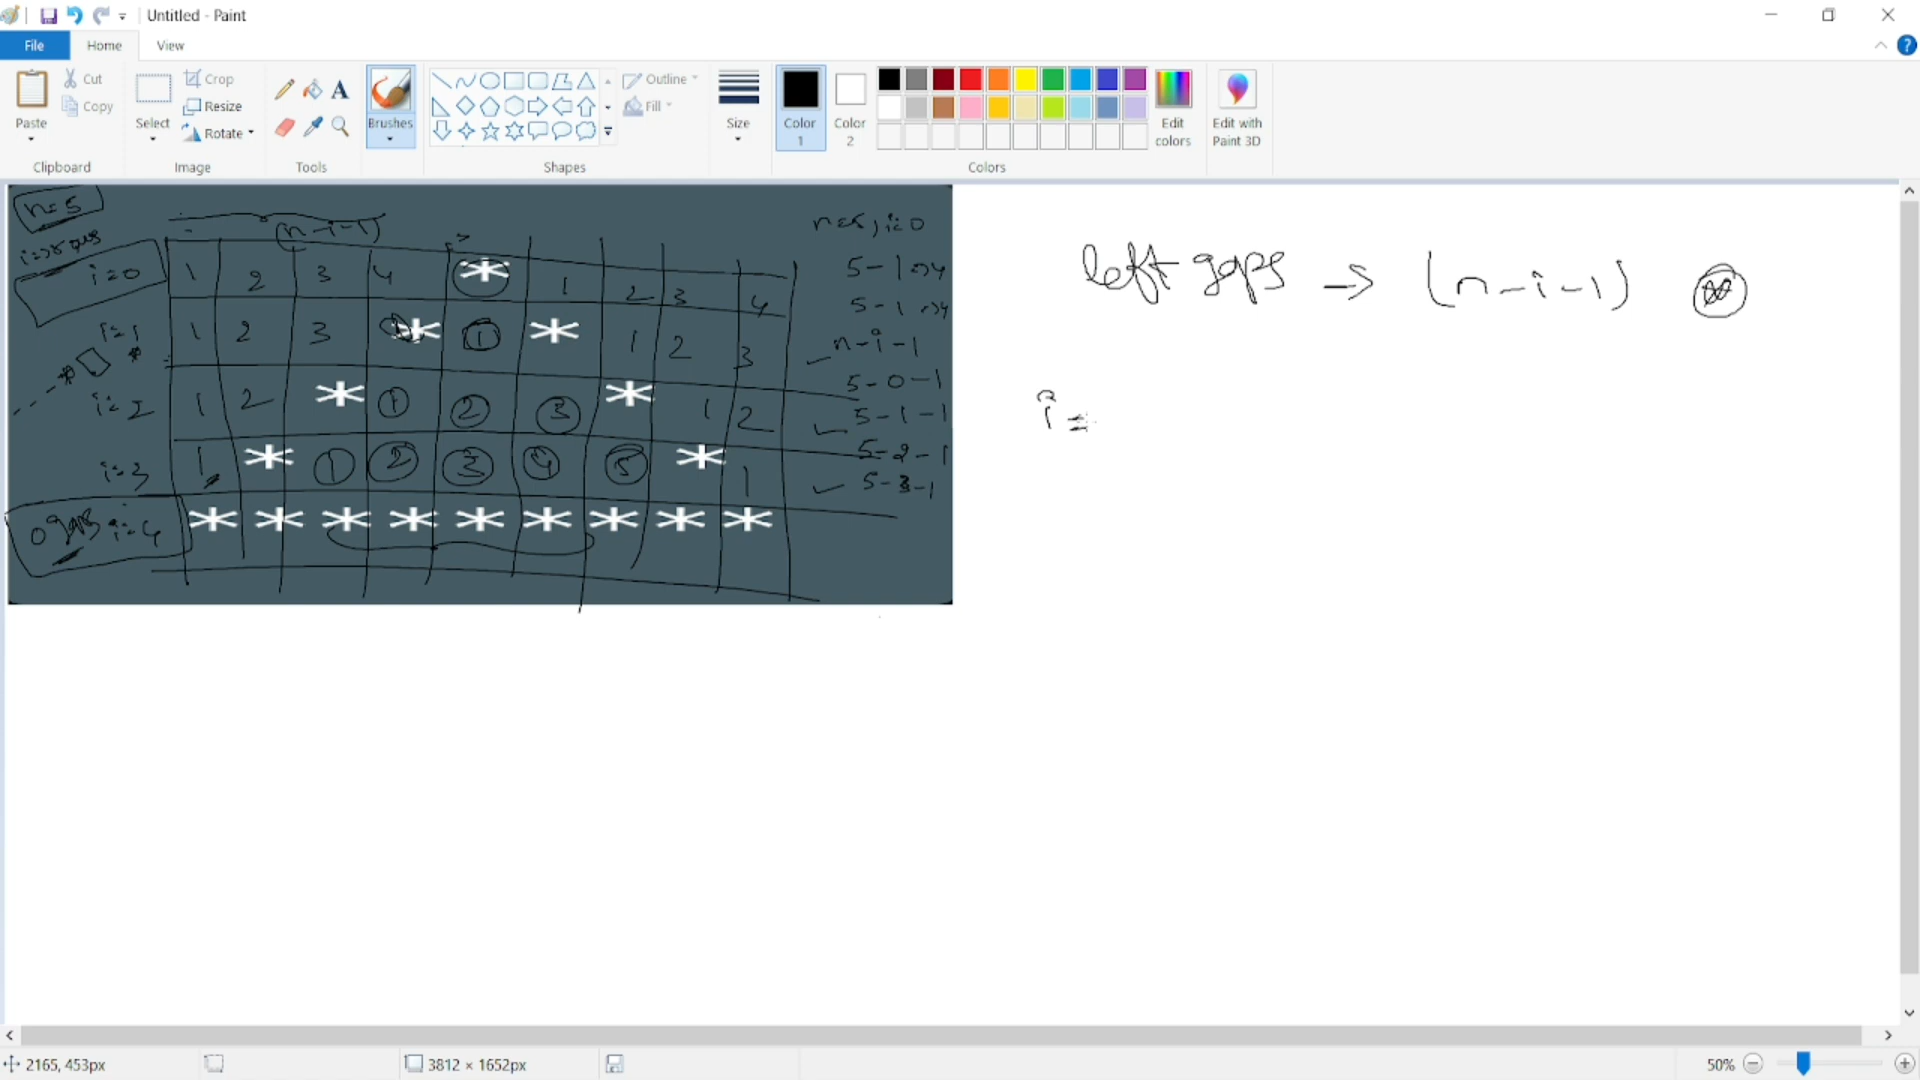 Untitled - Paint
File Home View
Paste Cut Copy Clipboard
Select Crop Resize Rotate Image
Tools
Brushes
Outline Fill Shapes
Size
Color 1 Color 2
Edit colors Edit with Paint 3D
Colors
n=5
(n-i-1)
i=0 1 2 3 4 * 1 2 3 4
i=1 1 2 3 * 1 * 1 2 3
i=2 1 2 * 1 2 3 * 1 2
i=3 1 * 1 2 3 4 5 * 1
0 gaps i=4 * * * * * * * * *
5-1
5-1
n-i-1
5-0-1
5-1-1
5-2-1
5-3-1
left gaps → (n-i-1) *
i=
2165, 453px 3812 × 1652px 50%